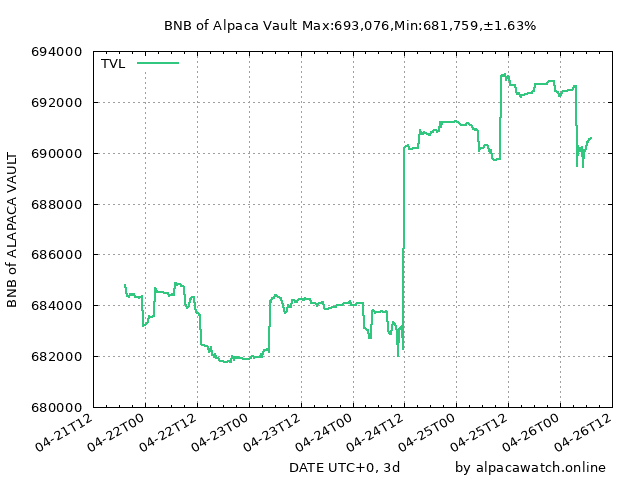 BNB of Alpaca Vault Max:693,076,Min:681,759,±1.63%
TVL
694000
692000
690000
688000
686000
684000
682000
680000
BNB of ALAPACA VAULT
04-21T12
04-22T00
04-22T12
04-23T00
04-23T12
04-24T00
04-24T12
04-25T00
04-25T12
04-26T00
04-26T12
DATE UTC+0, 3d
by alpacawatch.online